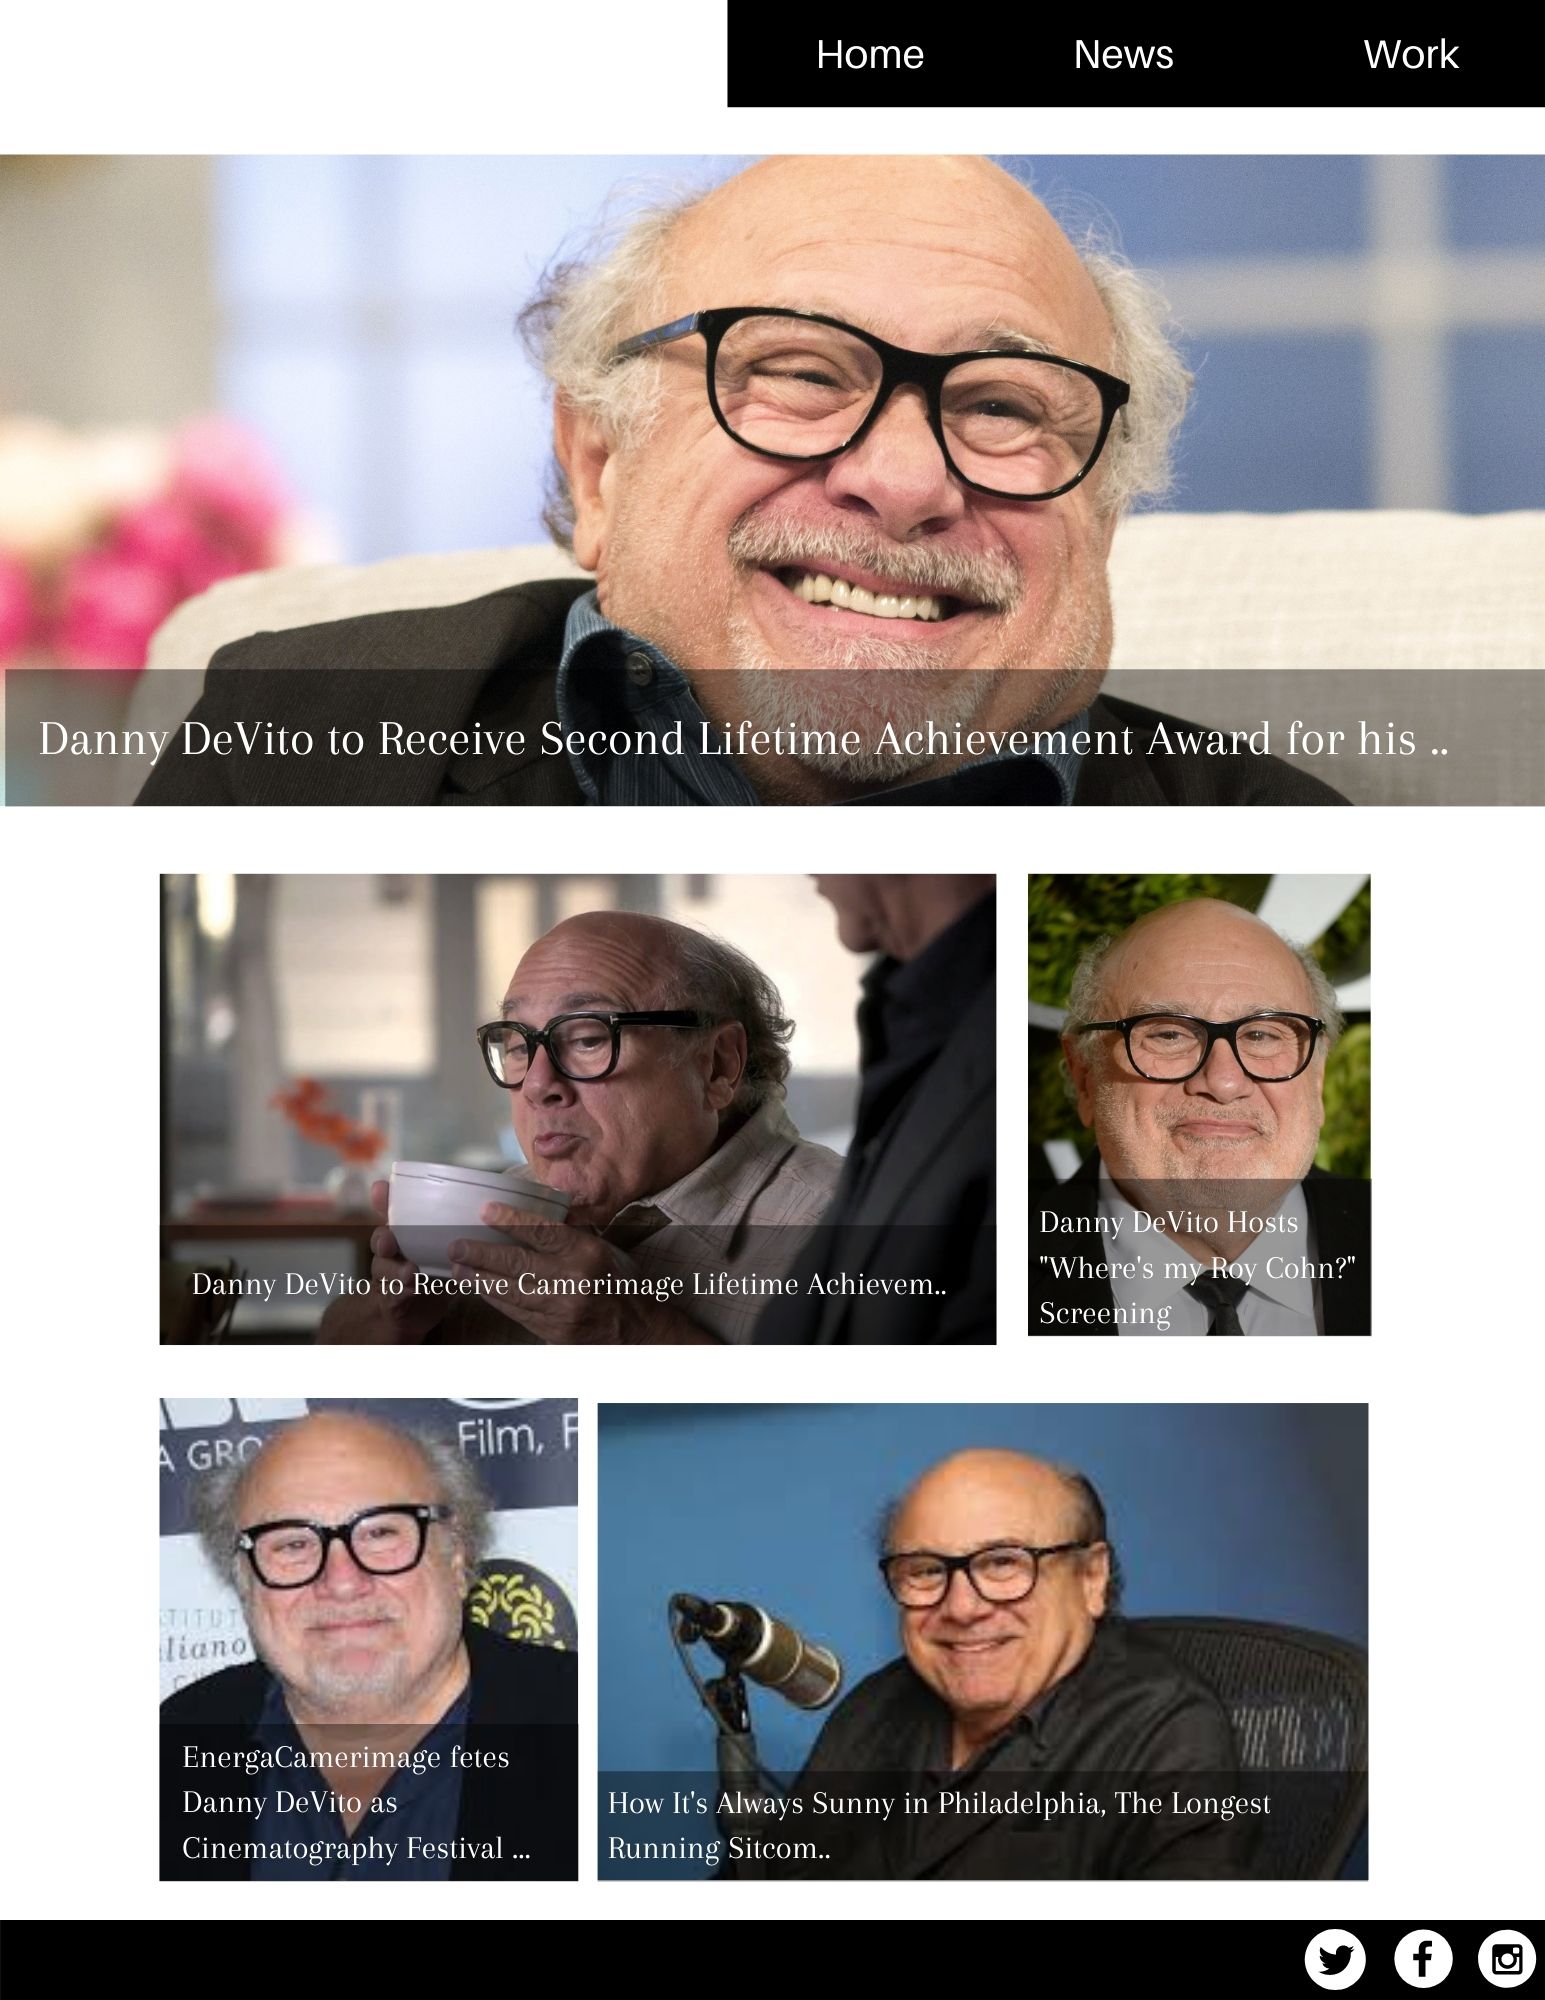 Home News Work
Danny DeVito to Receive Second Lifetime Achievement Award for his ..
Danny DeVito to Receive Camerimage Lifetime Achievem..
Danny DeVito Hosts
"Where's my Roy Cohn?"
Screening
A GRO
Film, F
STITUT
liano
EnergaCamerimage fetes
Danny DeVito as
Cinematography Festival ...
How It's Always Sunny in Philadelphia, The Longest
Running Sitcom..